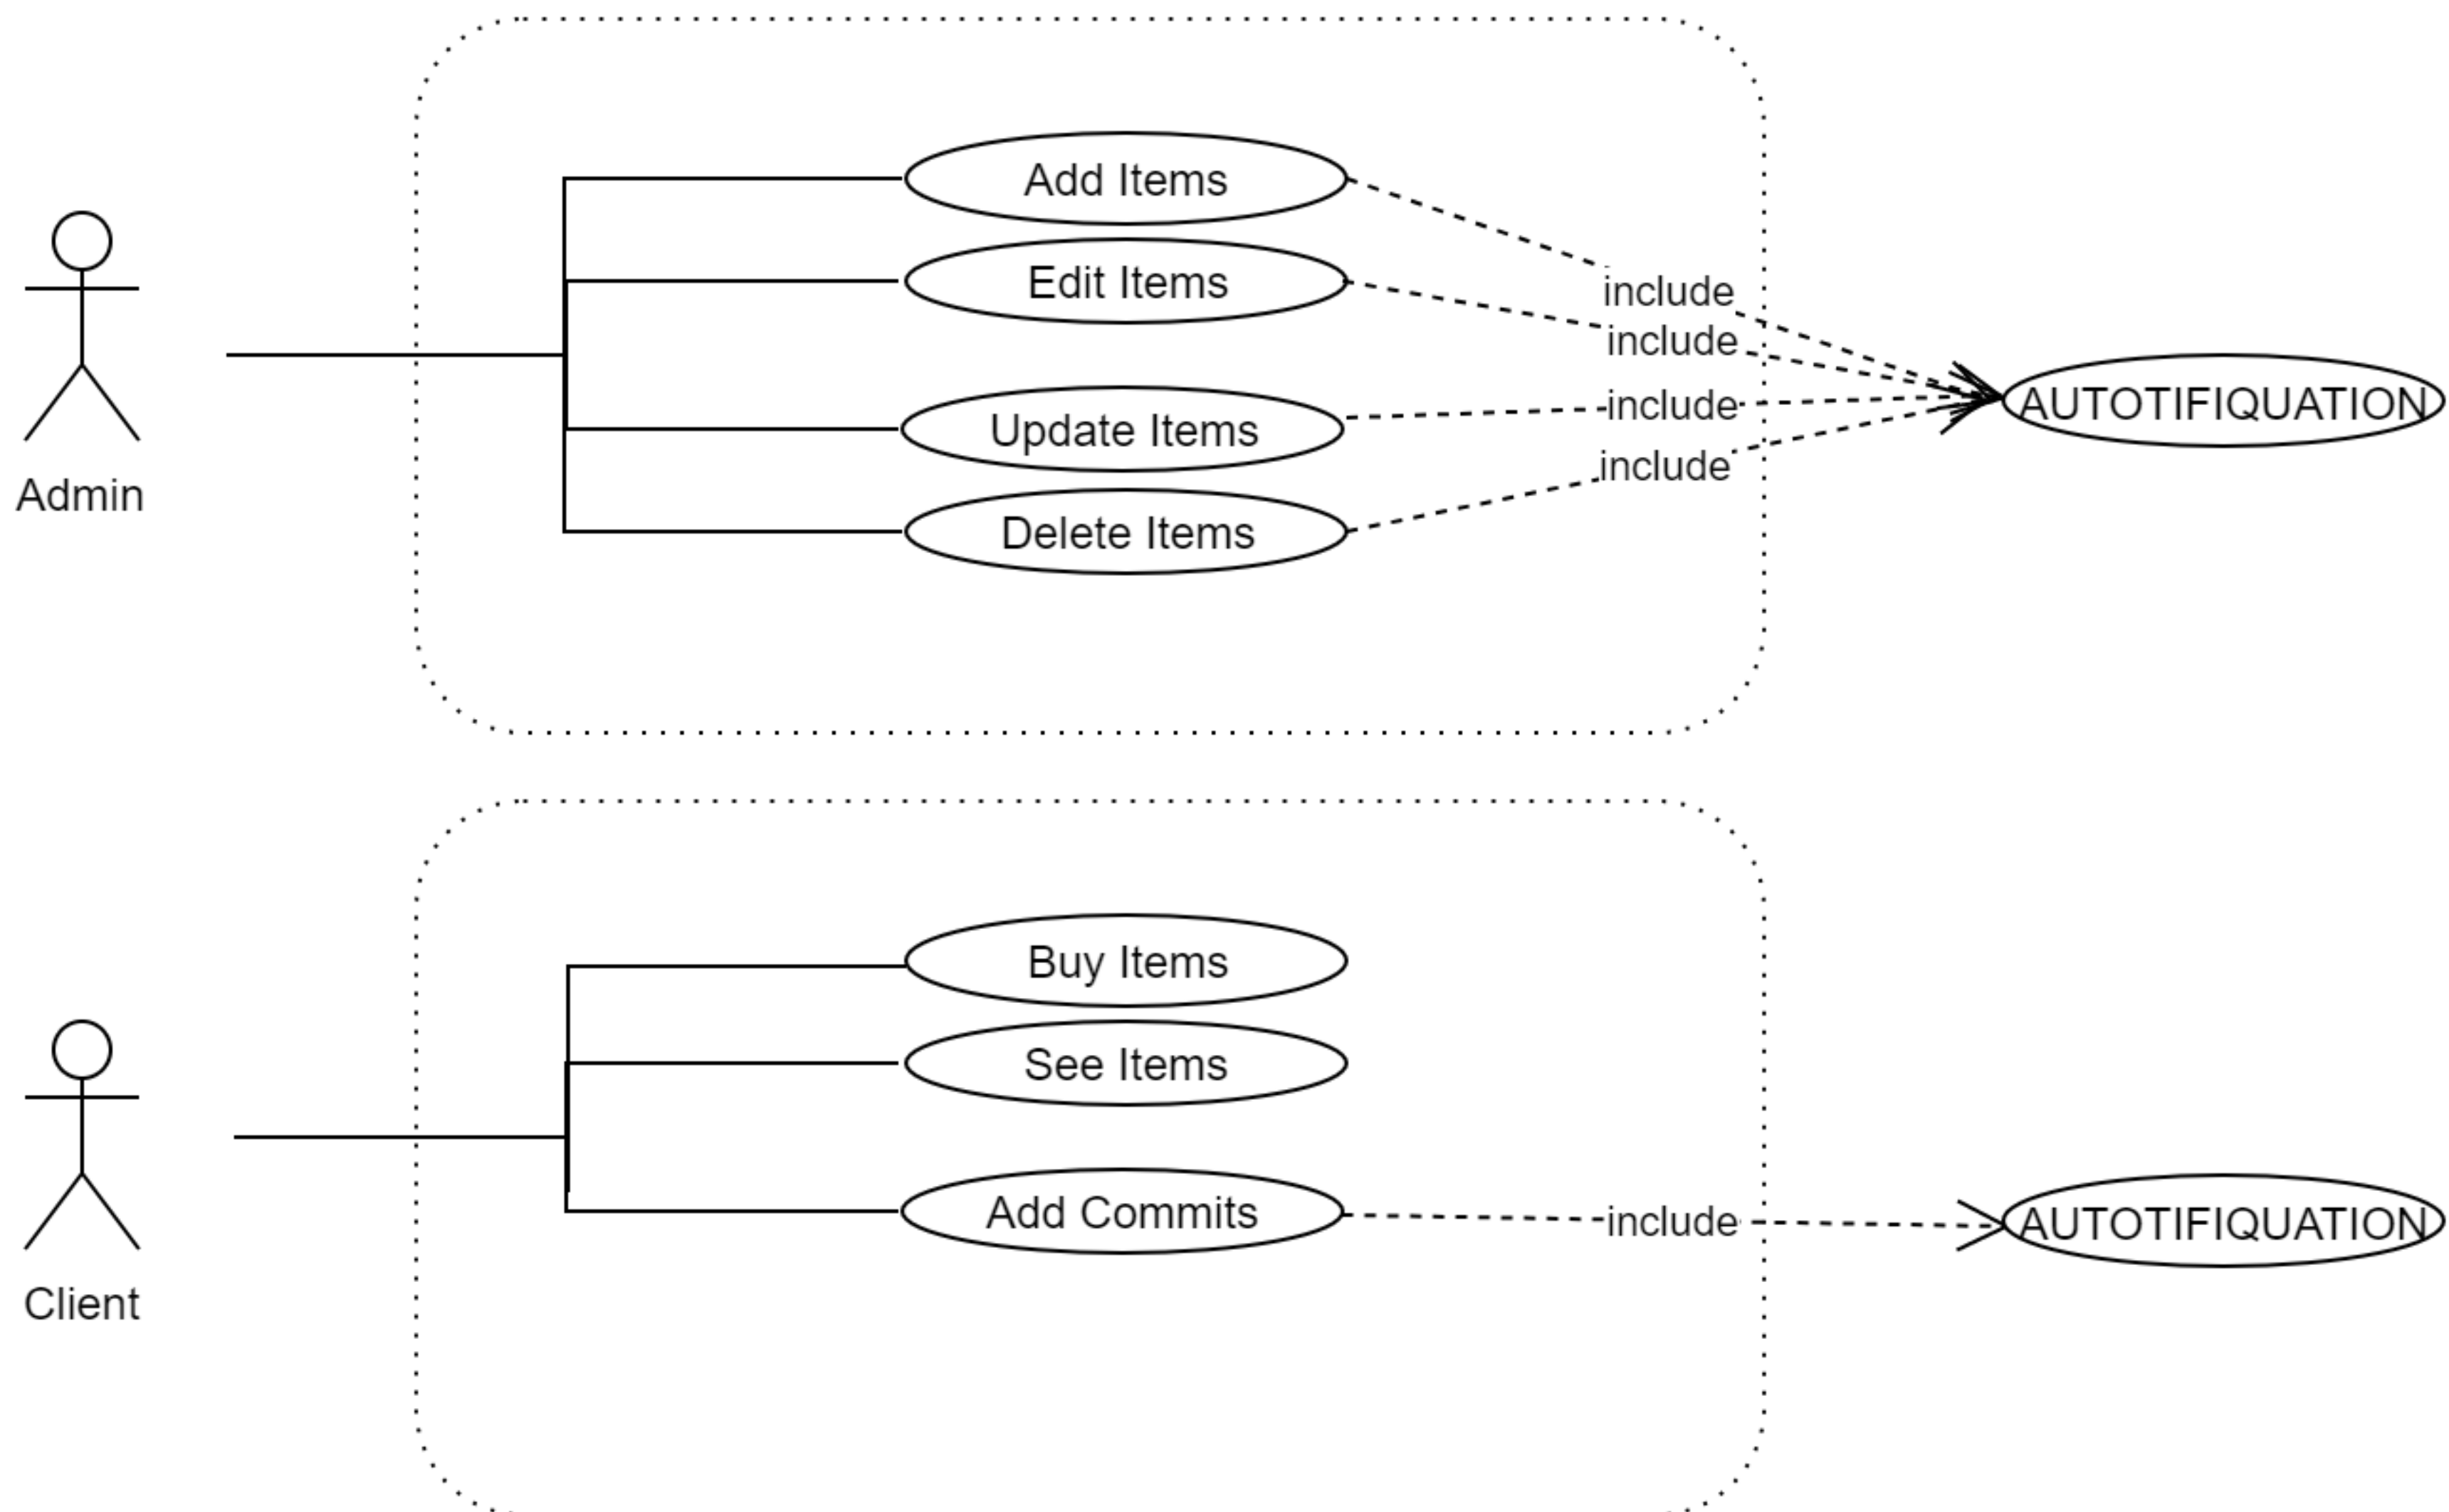 Add Items
Edit Items
include
include
Update Items
include
AUTOTIFIQUATION
include
Admin
Delete Items
Buy Items
See Items
Add Commits
include
AUTOTIFIQUATION
Client